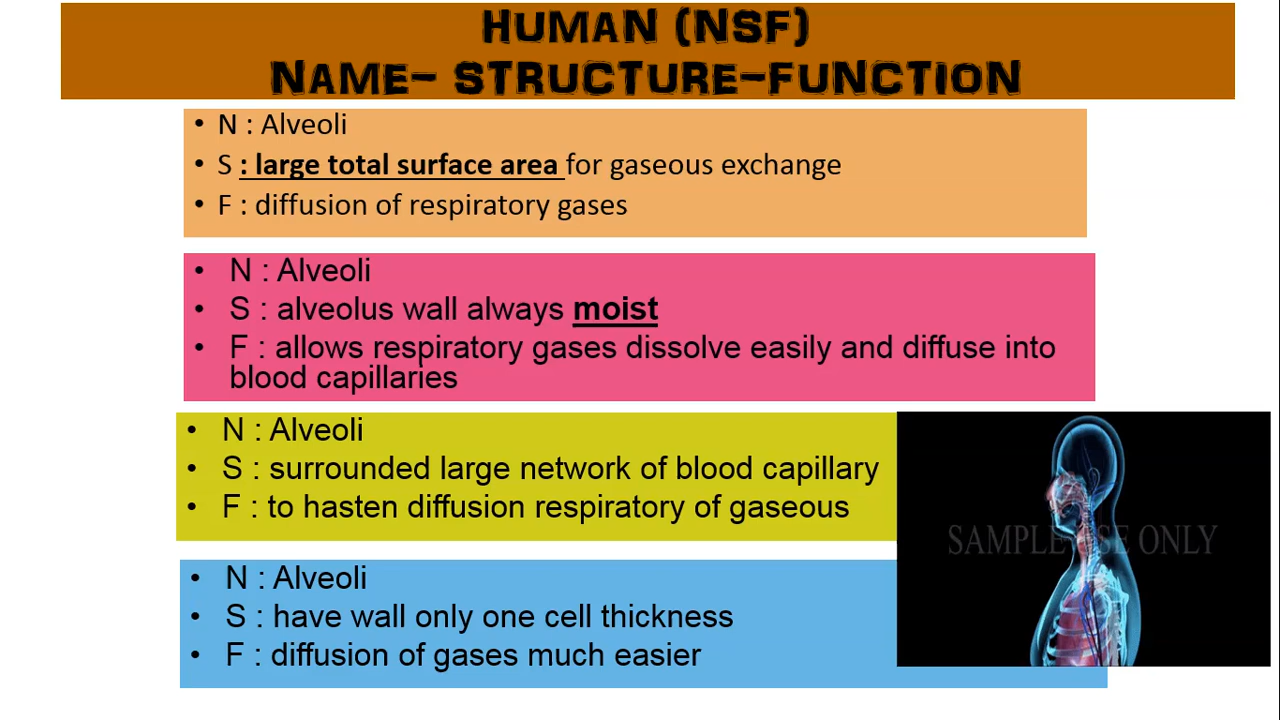 HUMAN (NSF)
NAME- STRUCTURE-FUNCTION
• N : Alveoli
• S : large total surface area for gaseous exchange
• F : diffusion of respiratory gases
• N : Alveoli
• S : alveolus wall always moist
• F : allows respiratory gases dissolve easily and diffuse into
blood capillaries
• N : Alveoli
• S : surrounded large network of blood capillary
• F : to hasten diffusion respiratory of gaseous
SAMPLE USE ONLY
• N : Alveoli
• S : have wall only one cell thickness
• F : diffusion of gases much easier